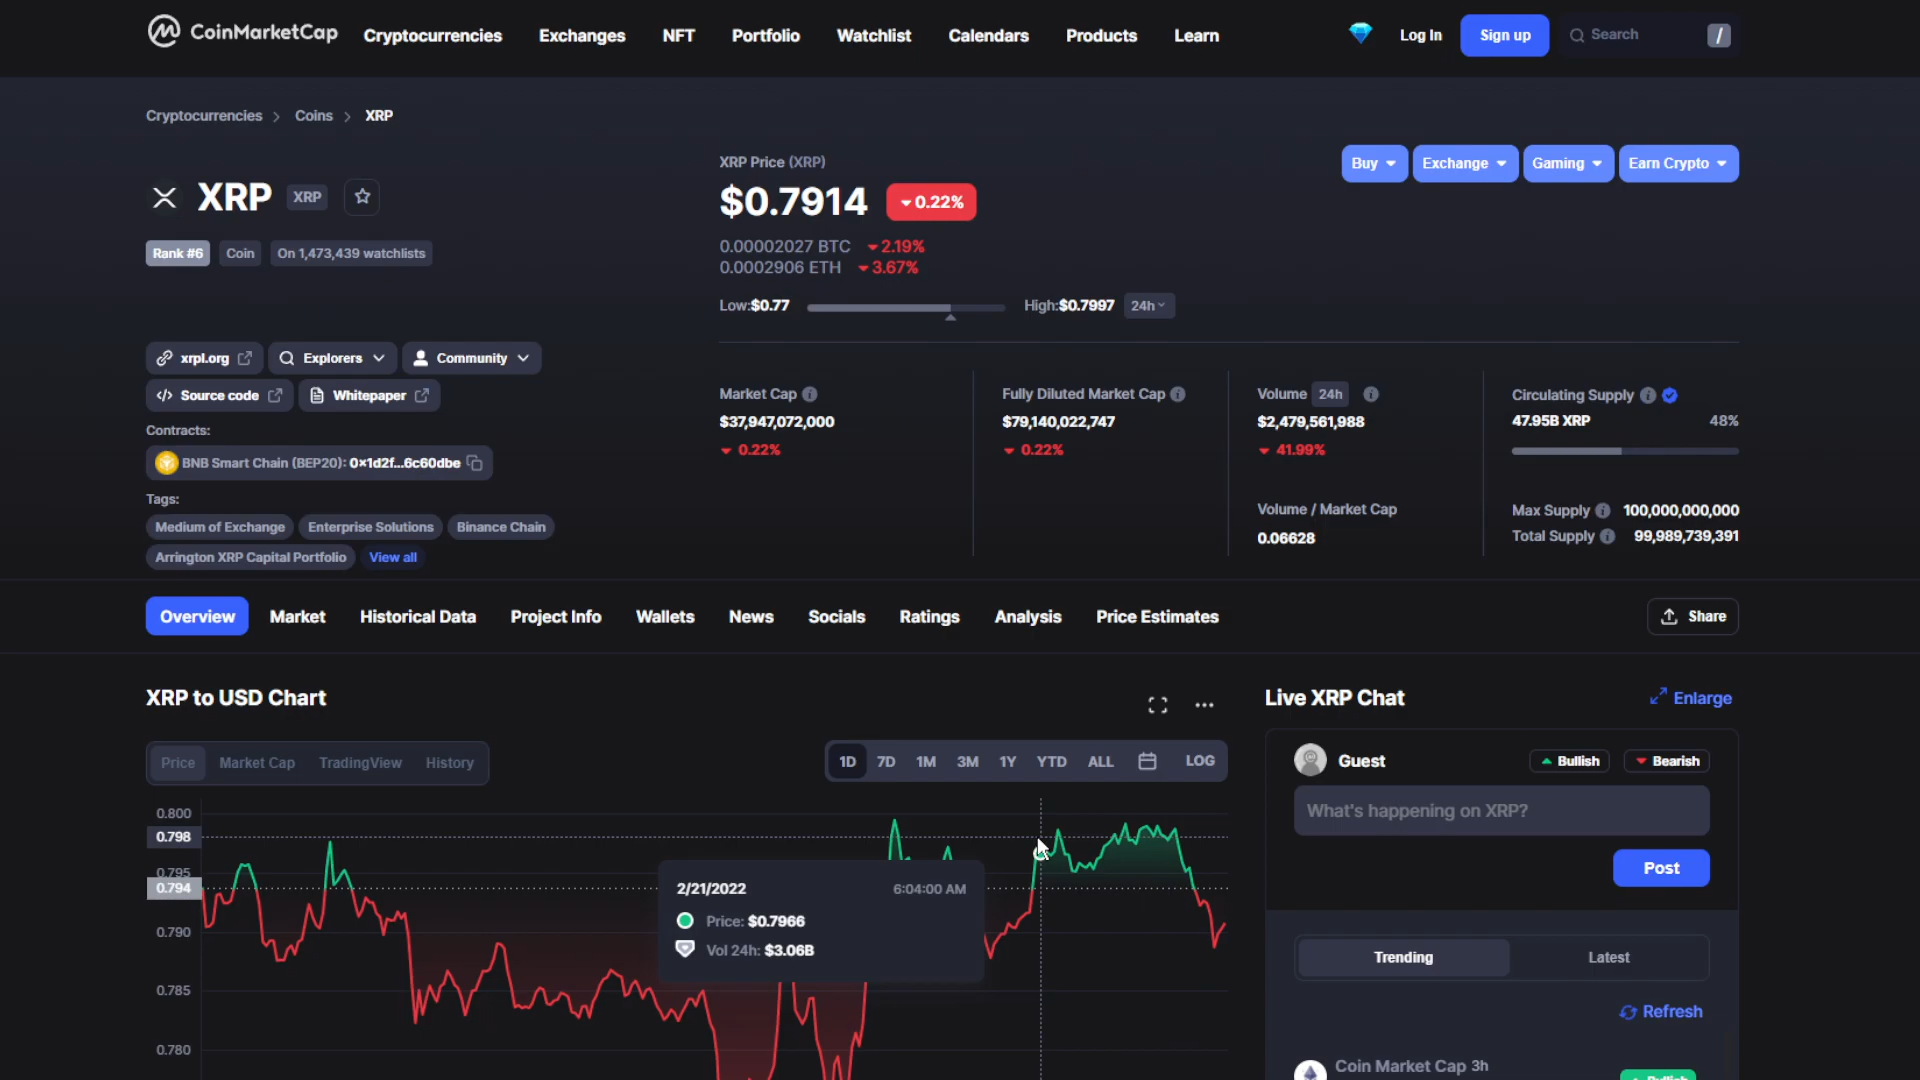 CoinMarketCap Cryptocurrencies Exchanges NFT Portfolio Watchlist Calendars Products Learn Log In Sign up Search /
Cryptocurrencies > Coins > XRP
XRP XRP
Rank #6 Coin On 1,473,439 watchlists
xrpl.org Explorers Community
Source code Whitepaper
Contracts:
BNB Smart Chain (BEP20): 0x1d2f...6c60dbe
Tags:
Medium of Exchange Enterprise Solutions Binance Chain
Arrington XRP Capital Portfolio View all
XRP Price (XRP)
$0.7914 0.22%
0.00002027 BTC 2.19%
0.0002906 ETH 3.67%
Low:$0.77 High:$0.7997 24h
Buy Exchange Gaming Earn Crypto
Market Cap
$37,947,072,000
0.22%
Fully Diluted Market Cap
$79,140,022,747
0.22%
Volume 24h
$2,479,561,988
41.99%
Volume / Market Cap
0.06628
Circulating Supply
47.95B XRP 48%
Max Supply 100,000,000,000
Total Supply 99,989,739,391
Overview Market Historical Data Project Info Wallets News Socials Ratings Analysis Price Estimates Share
XRP to USD Chart
Price Market Cap TradingView History
1D 7D 1M 3M 1Y YTD ALL LOG
0.800
0.798
0.795
0.794
0.790
0.785
0.780
2/21/2022 6:04:00 AM
Price: $0.7966
Vol 24h: $3.06B
Live XRP Chat Enlarge
Guest Bullish Bearish
What's happening on XRP?
Post
Trending Latest
Refresh
Coin Market Cap 3h
Bullish